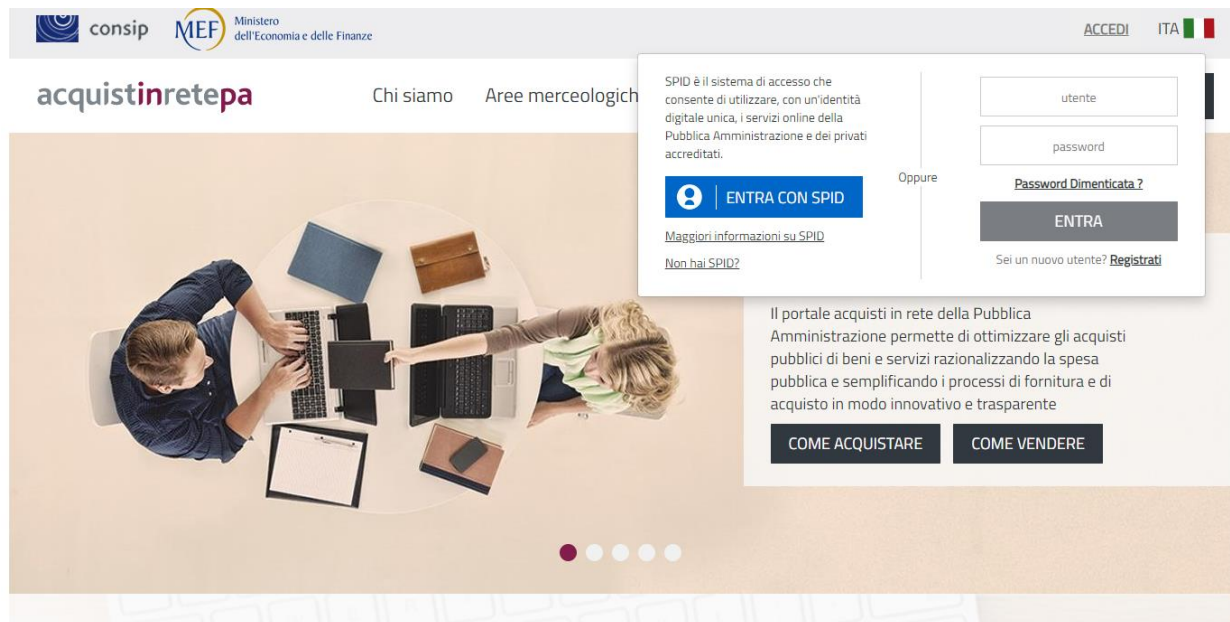 consip
MEF
Ministero
dell'Economia e delle Finanze
ACCEDI
ITA
acquistinretepa
Chi siamo
Aree merceologich
SPID è il sistema di accesso che
consente di utilizzare, con un'identità
digitale unica, i servizi online della
Pubblica Amministrazione e dei privati
accreditati.
ENTRA CON SPID
Maggiori informazioni su SPID
Non hai SPID?
Oppure
utente
password
Password Dimenticata ?
ENTRA
Sei un nuovo utente? Registrati
Il portale acquisti in rete della Pubblica
Amministrazione permette di ottimizzare gli acquisti
pubblici di beni e servizi razionalizzando la spesa
pubblica e semplificando i processi di fornitura e di
acquisto in modo innovativo e trasparente
COME ACQUISTARE
COME VENDERE